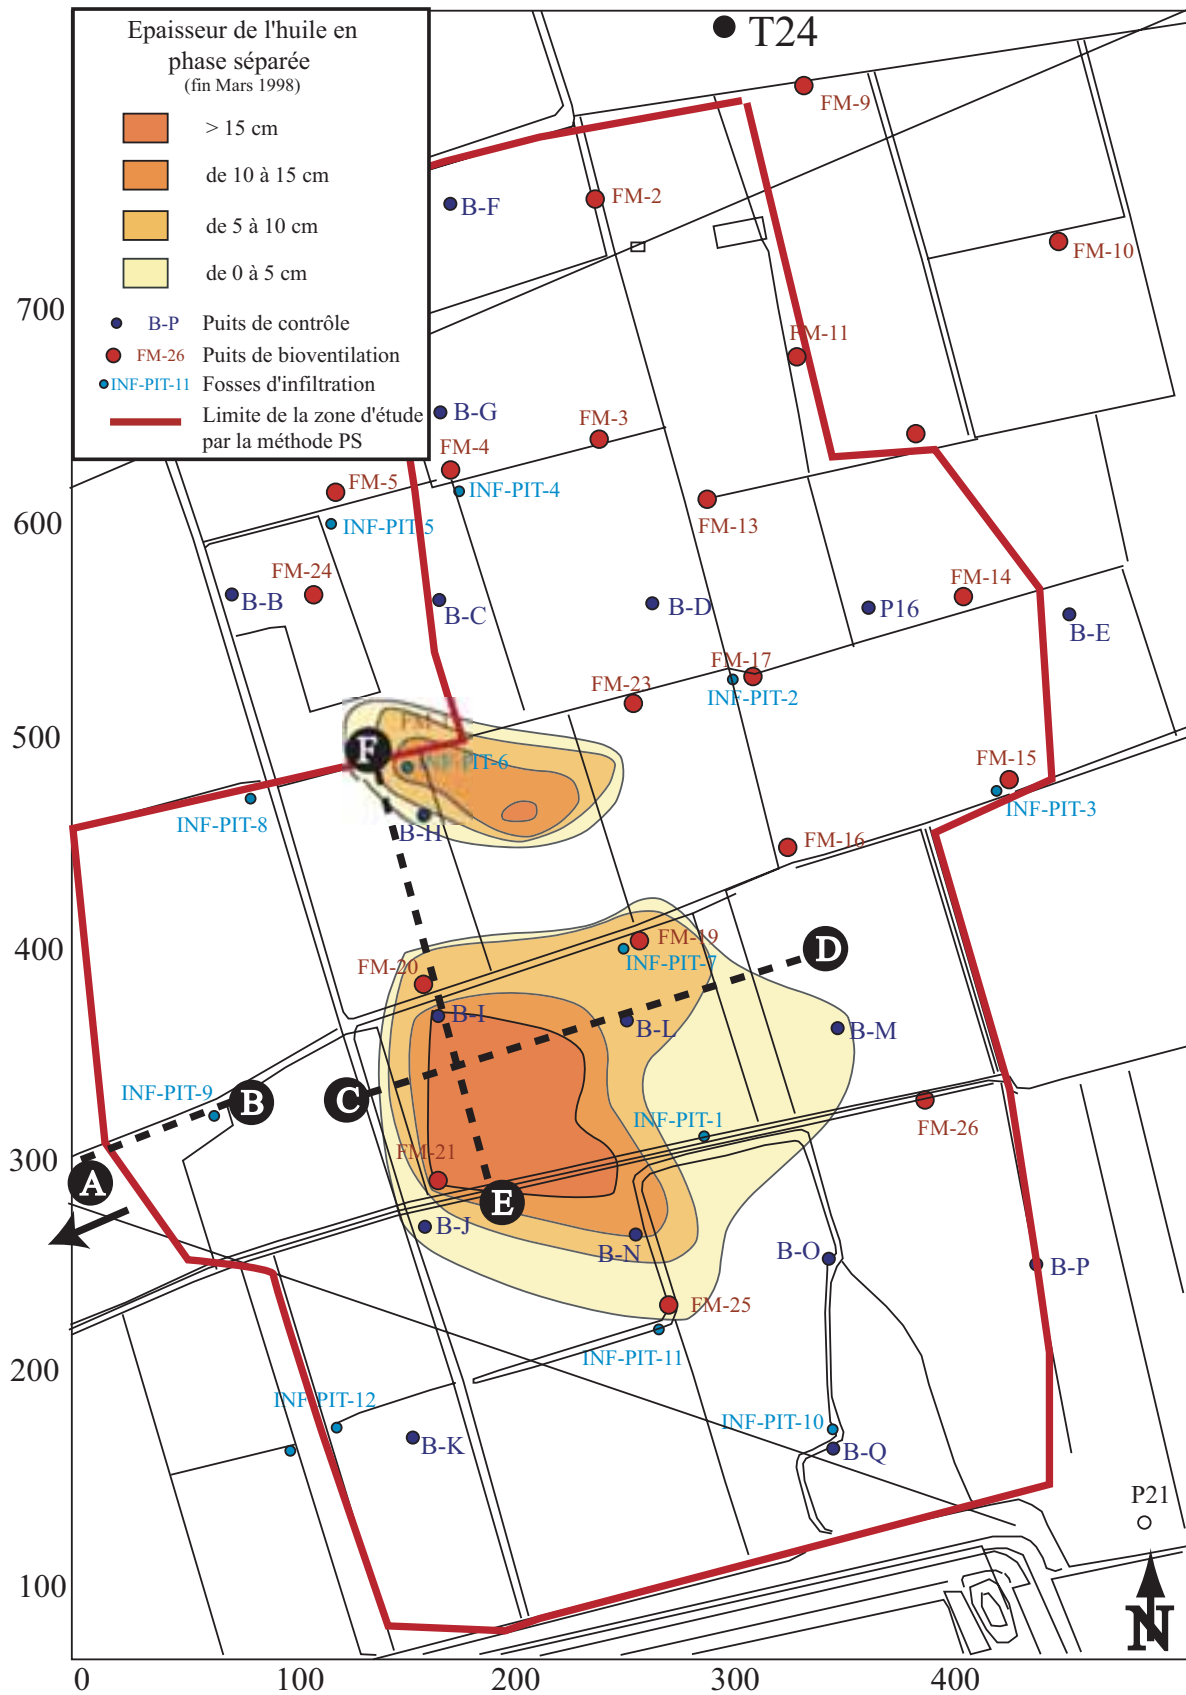 Epaisseur de l'huile en
phase séparée
(fin Mars 1998)
> 15 cm
de 10 à 15 cm
de 5 à 10 cm
de 0 à 5 cm
B-P Puits de contrôle
FM-26 Puits de bioventilation
INF-PIT-11 Fosses d'infiltration
Limite de la zone d'étude
par la méthode PS
T24
FM-9
B-F
FM-2
FM-10
700
FM-11
B-G
FM-3
FM-4
FM-5
INF-PIT-4
600
INF-PIT-5
FM-13
FM-24
FM-14
B-B
B-C
B-D
P16
B-E
FM-17
FM-23
INF-PIT-2
500
F
PIT-6
FM-15
INF-PIT-8
INF-PIT-3
B-H
FM-16
400
FM-19
D
INF-PIT-7
FM-20
B-I
B-L
B-M
INF-PIT-9
B
C
INF-PIT-1
FM-26
300
FM-21
A
E
B-J
B-N
B-O
B-P
FM-25
INF-PIT-11
200
INF-PIT-12
INF-PIT-10
B-K
B-Q
P21
100
N
0 100 200 300 400